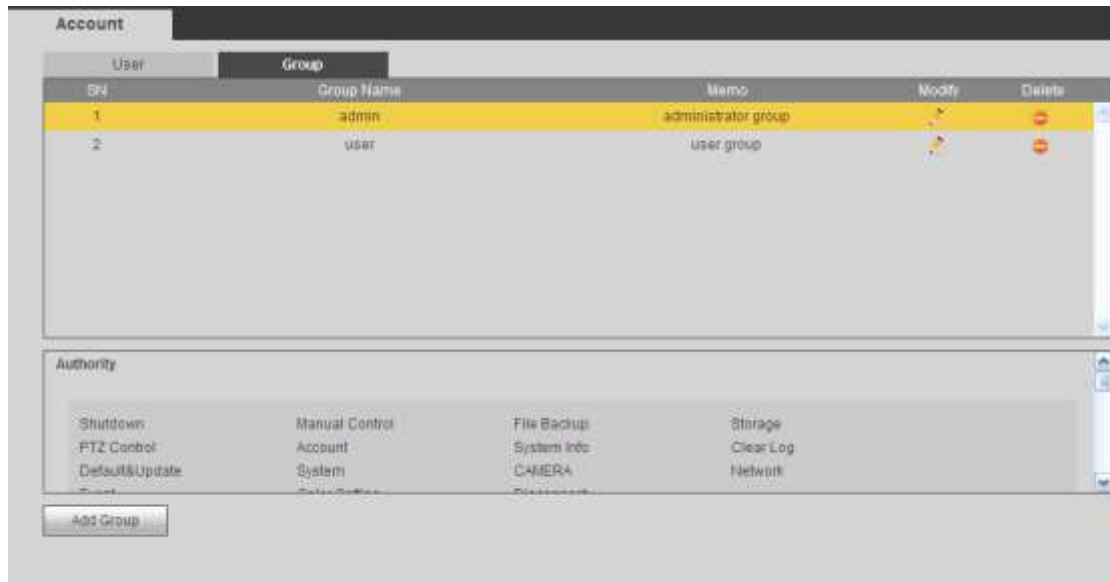 Account
User Group
SN Group Name Memo Modify Delete
1 admin administrator group
2 user user group
Authority
Shutdown Manual Control File Backup Storage
PTZ Control Account System Info Clear Log
Default&Update System CAMERA Network
Add Group